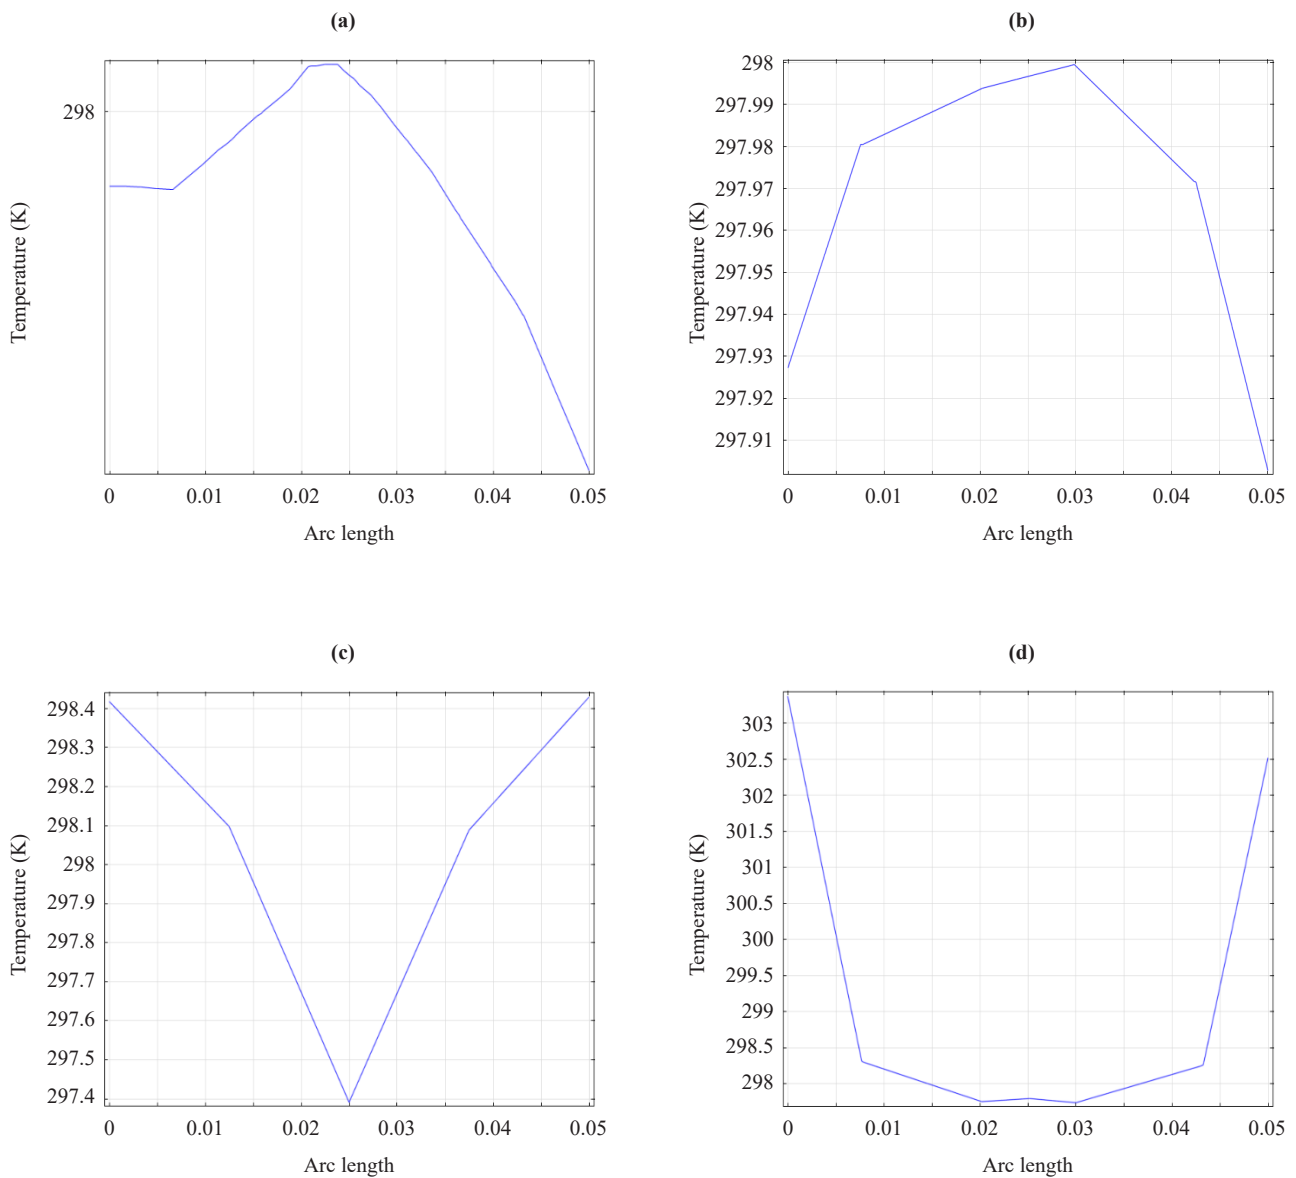 (a)
298
Temperature (K)
0 0.01 0.02 0.03 0.04 0.05
Arc length
(b)
298
297.99
297.98
297.97
297.96
297.95
297.94
297.93
297.92
297.91
Temperature (K)
0 0.01 0.02 0.03 0.04 0.05
Arc length
(c)
298.4
298.3
298.2
298.1
298
297.9
297.8
297.7
297.6
297.5
297.4
Temperature (K)
0 0.01 0.02 0.03 0.04 0.05
Arc length
(d)
303
302.5
302
301.5
301
300.5
300
299.5
299
298.5
298
Temperature (K)
0 0.01 0.02 0.03 0.04 0.05
Arc length